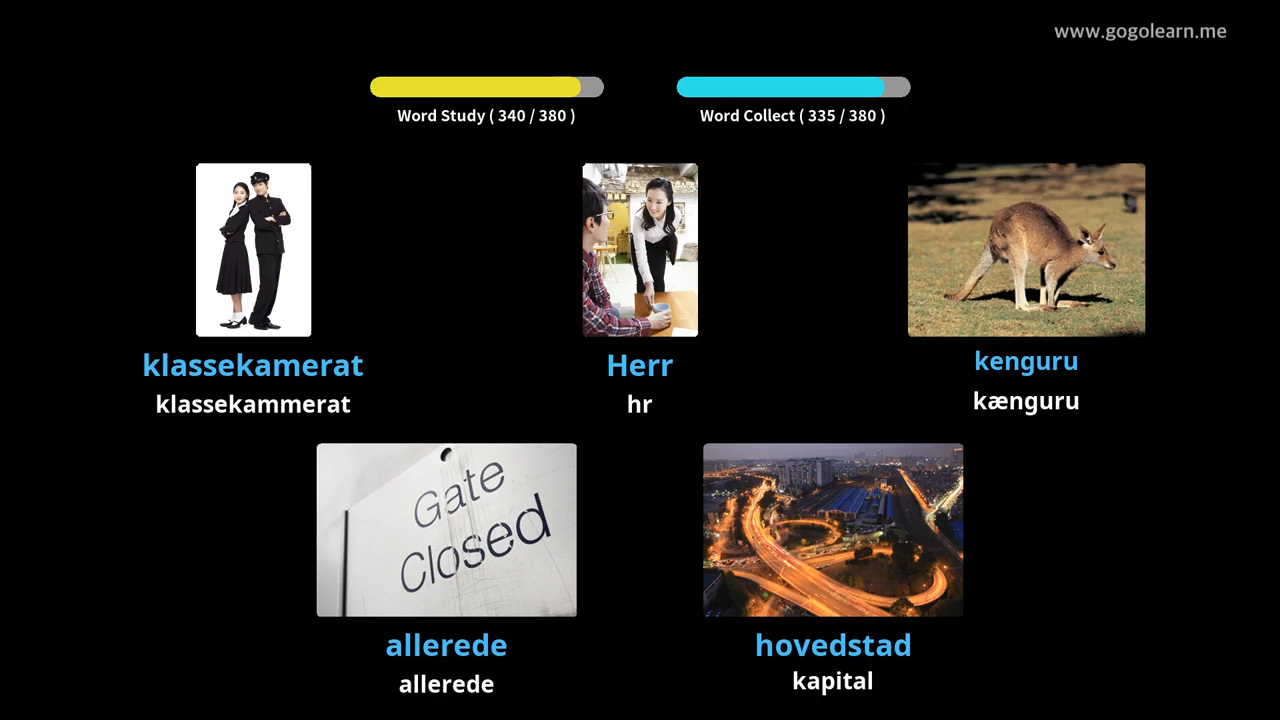 www.gogolearn.me
Word Study ( 340 / 380 )
Word Collect ( 335 / 380 )
klassekamerat
klassekammerat
Herr
hr
kenguru
kænguru
Gate
Closed
allerede
allerede
hovedstad
kapital